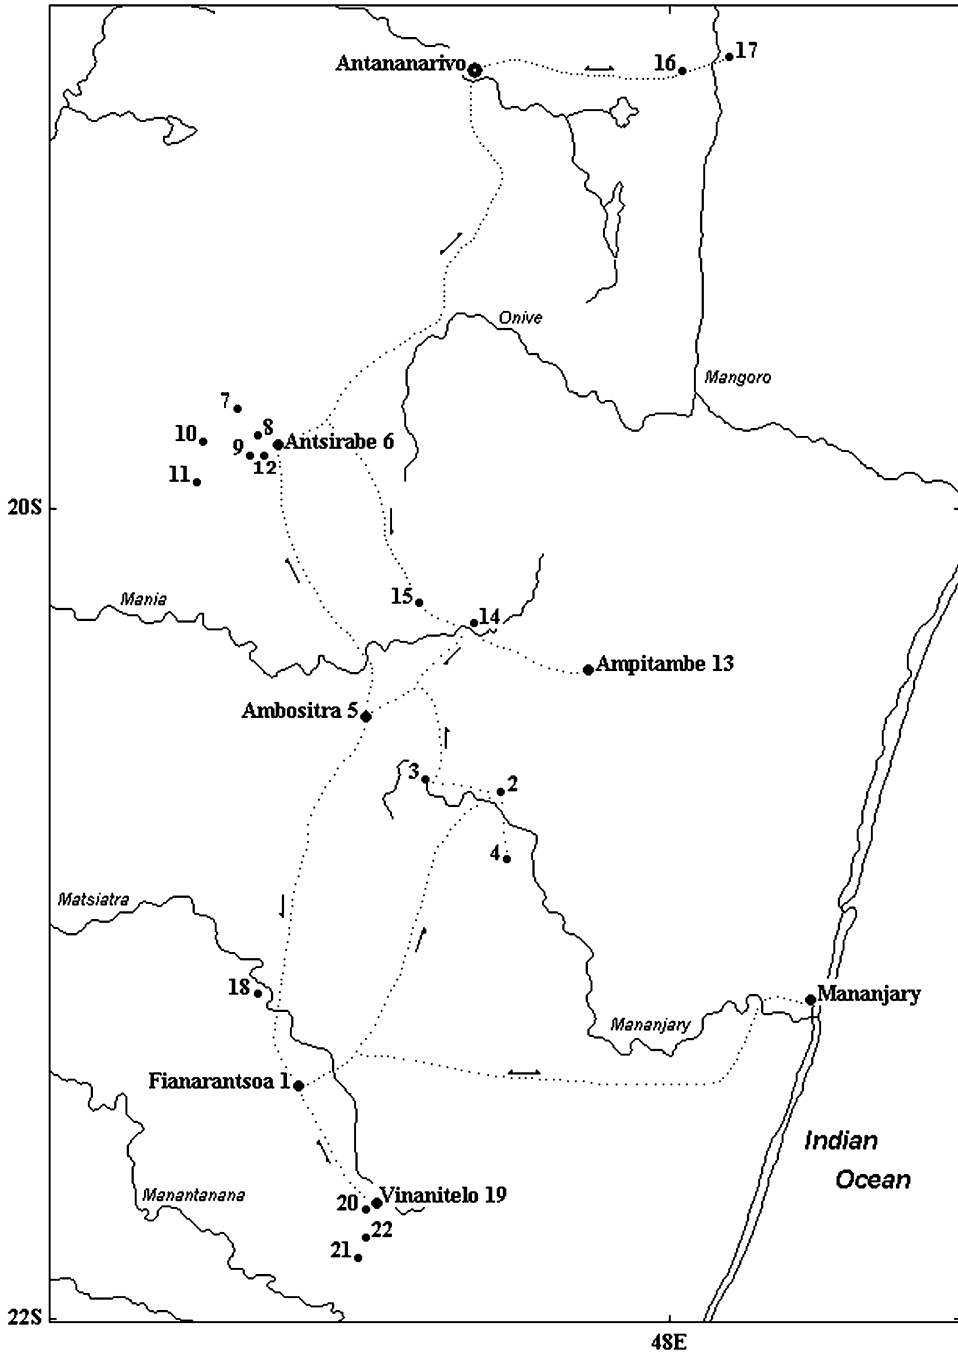 17
Antananarivo
16
Onive
Mangoro
7
8
10
Antsirabe 6
9
12
11
20S
15
Mania
14
Ampitambe 13
Ambositra 5
3
2
4
Matsiatra
18
Mananjary
Mananjary
Fianarantsoa 1
Indian
Ocean
Manantanana
Vinanitelo 19
20
22
21
22S
48E